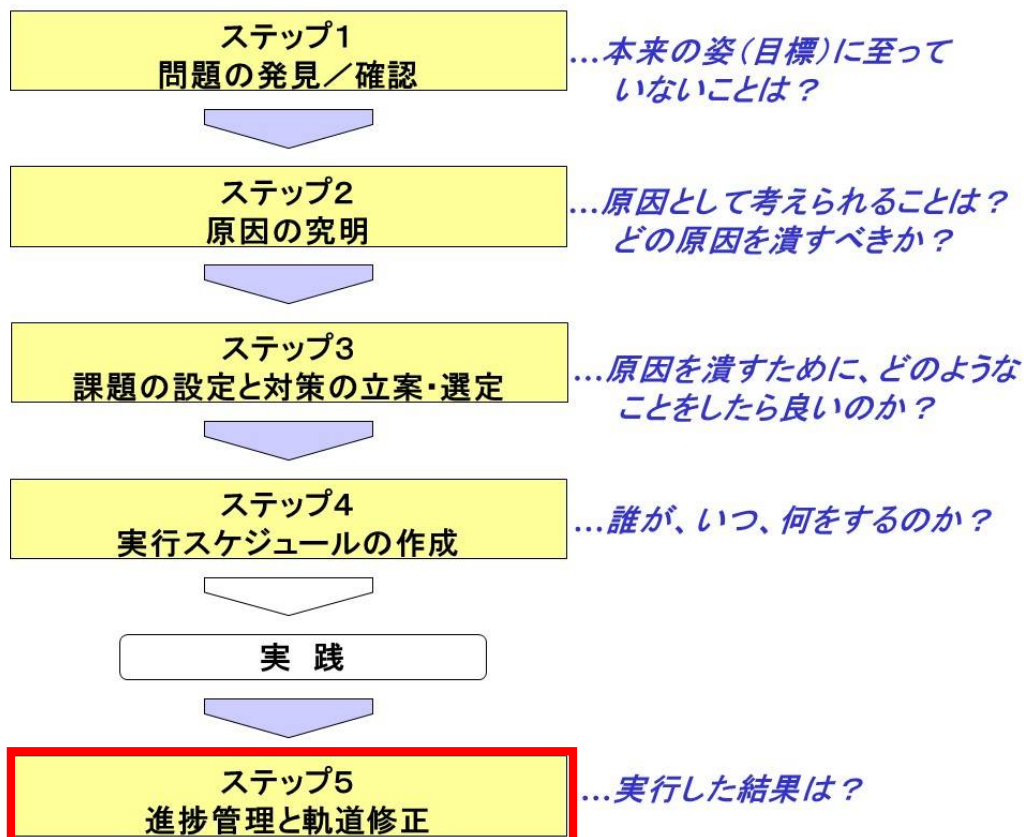 ステップ1
問題の発見／確認
…本来の姿(目標)に至って
いないことは？
ステップ2
原因の究明
…原因として考えられることは？
どの原因を潰すべきか？
ステップ3
課題の設定と対策の立案・選定
…原因を潰すために、どのような
ことをしたら良いのか？
ステップ4
実行スケジュールの作成
…誰が、いつ、何をするのか？
実 践
ステップ5
進捗管理と軌道修正
…実行した結果は？